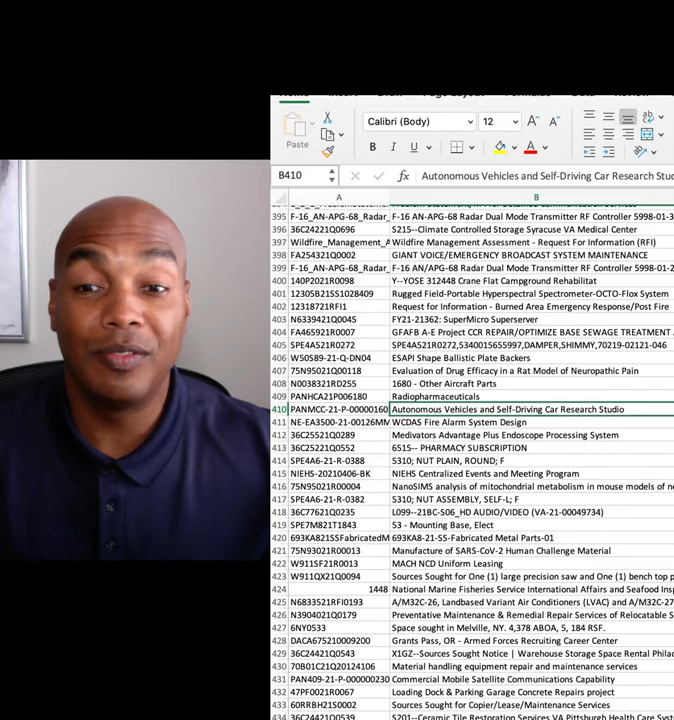 Calibri (Body) 12
Paste B I U
B410 fx Autonomous Vehicles and Self-Driving Car Research Stud
A B
395 F-16_AN-APG-68_Radar_ F-16 AN-APG-68 Radar Dual Mode Transmitter RF Controller 5998-01-3
396 36C24221Q0696 S215--Climate Controlled Storage Syracuse VA Medical Center
397 Wildfire_Management_A Wildfire Management Assessment - Request For Information (RFI)
398 FA254321Q0002 GIANT VOICE/EMERGENCY BROADCAST SYSTEM MAINTENANCE
399 F-16_AN-APG-68_Radar_ F-16 AN/APG-68 Radar Dual Mode Transmitter RF Controller 5998-01-2
400 140P2021R0098 Y--YOSE 312448 Crane Flat Campground Rehabilitat
401 12305B21SS1028409 Rugged Field-Portable Hyperspectral Spectrometer-OCTO-Flox System
402 12318721RFI1 Request for Information - Burned Area Emergency Response/Post Fire
403 N6339421Q0045 FY21-21362: SuperMicro Superserver
404 FA465921R0007 GFAFB A-E Project CCR REPAIR/OPTIMIZE BASE SEWAGE TREATMENT
405 SPE4A521R0272 SPE4A521R0272,5340015655997,DAMPER,SHIMMY,70219-02121-046
406 W50S89-21-Q-DN04 ESAPI Shape Ballistic Plate Backers
407 75N95021Q00118 Evaluation of Drug Efficacy in a Rat Model of Neuropathic Pain
408 N0038321RD255 1680 - Other Aircraft Parts
409 PANHCA21P006180 Radiopharmaceuticals
410 PANMCC-21-P-00000160 Autonomous Vehicles and Self-Driving Car Research Studio
411 NE-EA3500-21-00126MM WCDAS Fire Alarm System Design
412 36C25521Q0289 Medivators Advantage Plus Endoscope Processing System
413 36C25221Q0552 6515-- PHARMACY SUBSCRIPTION
414 SPE4A6-21-R-0388 5310; NUT PLAIN, ROUND; F
415 NIEHS-20210406-BK NIEHS Centralized Events and Meeting Program
416 75N95021R00004 NanoSIMS analysis of mitochondrial metabolism in mouse models of ne
417 SPE4A6-21-R-0382 5310; NUT ASSEMBLY, SELF-L; F
418 36C77621Q0235 L099--21BC-S06_HD AUDIO/VIDEO (VA-21-00049734)
419 SPE7M821T1843 53 - Mounting Base, Elect
420 693KA821SSFabricatedM 693KA8-21-SS-Fabricated Metal Parts-01
421 75N93021R00013 Manufacture of SARS-CoV-2 Human Challenge Material
422 W911SF21R0013 MACH NCD Uniform Leasing
423 W911QX21Q0094 Sources Sought for One (1) large precision saw and One (1) bench top p
424 1448 National Marine Fisheries Service International Affairs and Seafood Insp
425 N6833521RFI0193 A/M32C-26, Landbased Variant Air Conditioners (LVAC) and A/M32C-27
426 N3904021Q0179 Preventative Maintenance & Remedial Repair Services of Relocatable S
427 6NY0533 Space sought in Melville, NY. 4,378 ABOA, 5, 184 RSF.
428 DACA675210009200 Grants Pass, OR - Armed Forces Recruiting Career Center
429 36C24421Q0543 X1GZ--Sources Sought Notice | Warehouse Storage Space Rental Philad
430 70B01C21Q20124106 Material handling equipment repair and maintenance services
431 PAN409-21-P-000000230 Commercial Mobile Satellite Communications Capability
432 47PF0021R0067 Loading Dock & Parking Garage Concrete Repairs project
433 60RRBH21S0002 Sources Sought for Copier/Lease/Maintenance Services
434 36C24421Q0539 S201--Ceramic Tile Restoration Services VA Pittsburgh Health Care Sys